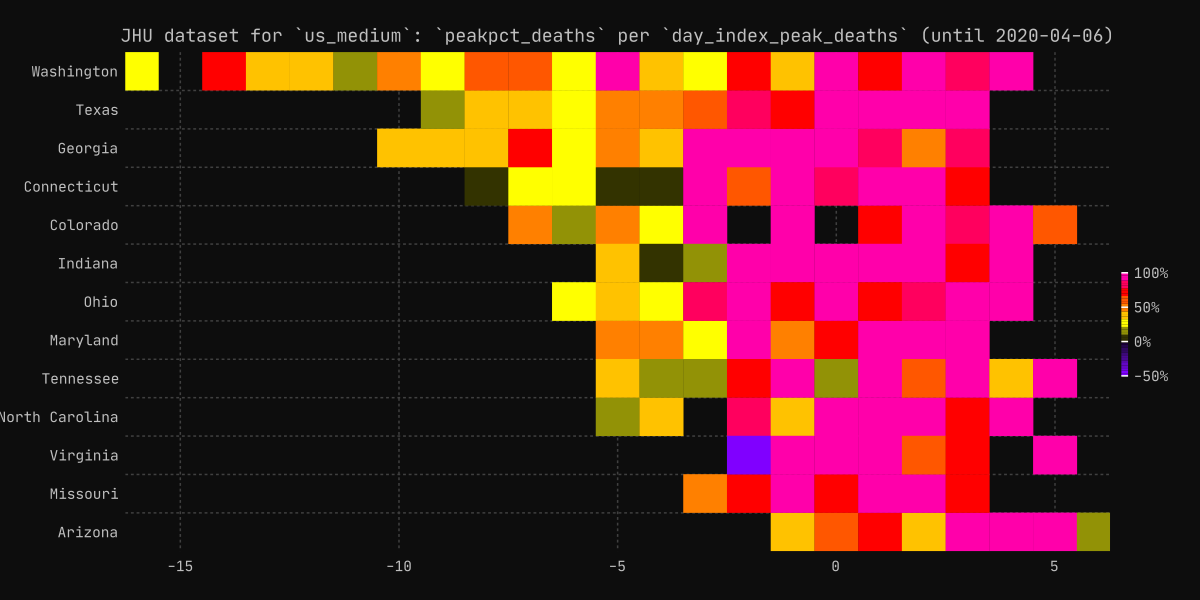 JHU dataset for `us_medium`: `peakpct_deaths` per `day_index_peak_deaths` (until 2020-04-06)
Washington
Texas
Georgia
Connecticut
Colorado
Indiana
Ohio
Maryland
Tennessee
North Carolina
Virginia
Missouri
Arizona
100%
50%
0%
-50%
-15 -10 -5 0 5